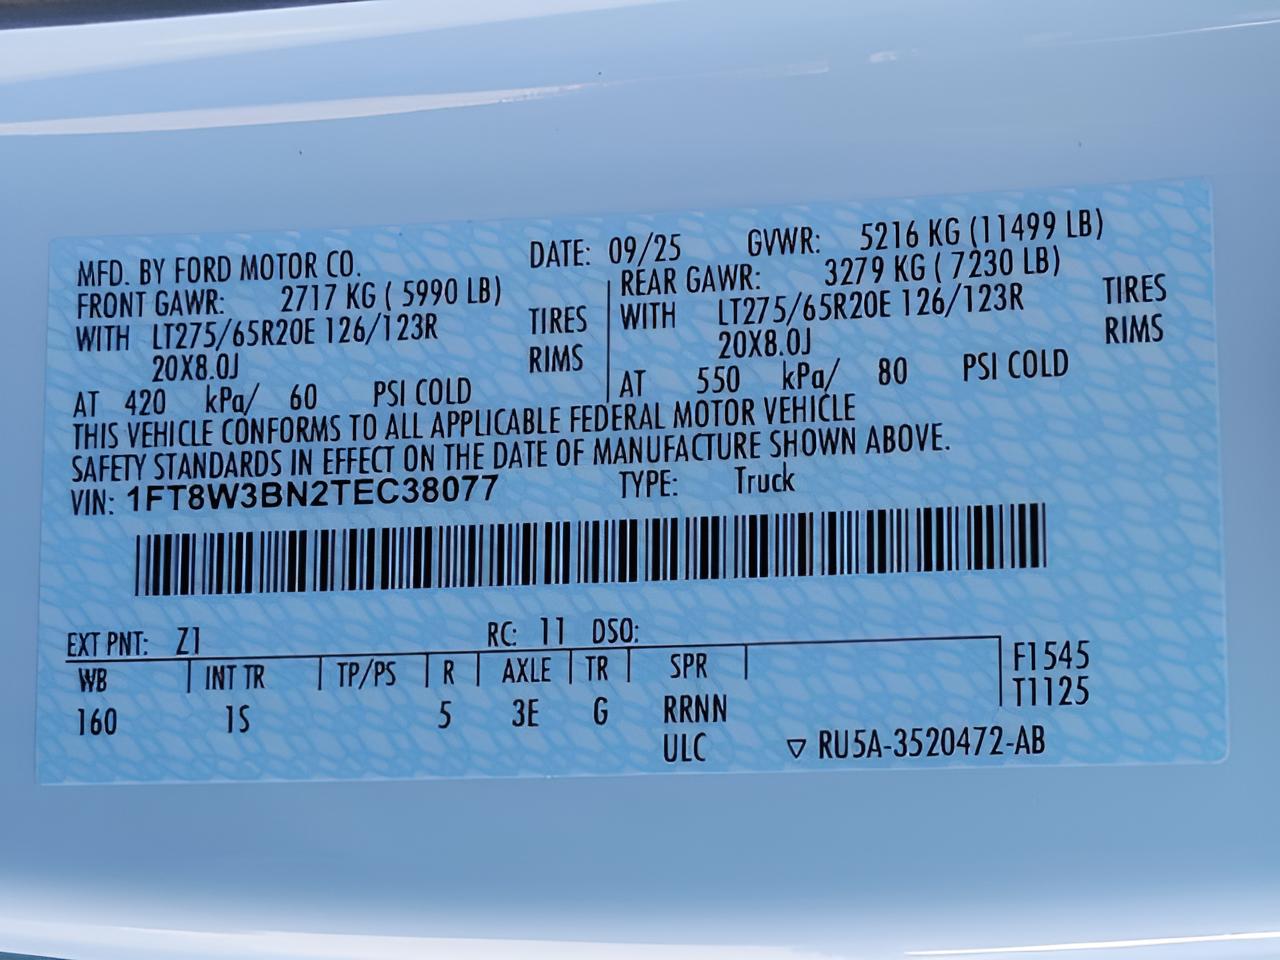 MFD. BY FORD MOTOR CO. DATE: 09/25 GVWR: 5216 KG (11499 LB)
FRONT GAWR: 2717 KG ( 5990 LB) REAR GAWR: 3279 KG ( 7230 LB)
WITH LT275/65R20E 126/123R TIRES WITH LT275/65R20E 126/123R TIRES
20X8.0J RIMS 20X8.0J RIMS
AT 420 kPa/ 60 PSI COLD AT 550 kPa/ 80 PSI COLD
THIS VEHICLE CONFORMS TO ALL APPLICABLE FEDERAL MOTOR VEHICLE
SAFETY STANDARDS IN EFFECT ON THE DATE OF MANUFACTURE SHOWN ABOVE.
VIN: 1FT8W3BN2TEC38077 TYPE: Truck
EXT PNT: Z1 RC: 11 DSO:
WB INT TR TP/PS R AXLE TR SPR F1545
160 1S 5 3E G RRNN T1125
ULC ▽ RU5A-3520472-AB